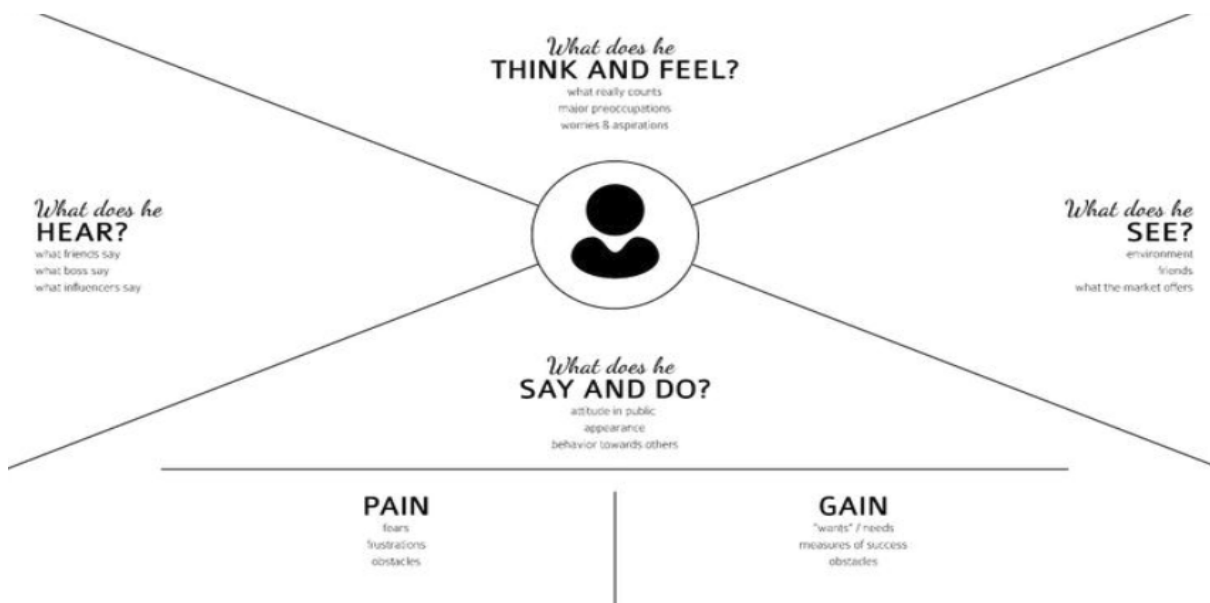 What does he
THINK AND FEEL?
what really counts
major preoccupations
worries & aspirations
What does he
HEAR?
what friends say
what boss say
what influencers say
What does he
SEE?
environment
friends
what the market offers
What does he
SAY AND DO?
attitude in public
appearance
behavior towards others
PAIN
fears
frustrations
obstacles
GAIN
"wants" / needs
measures of success
obstacles